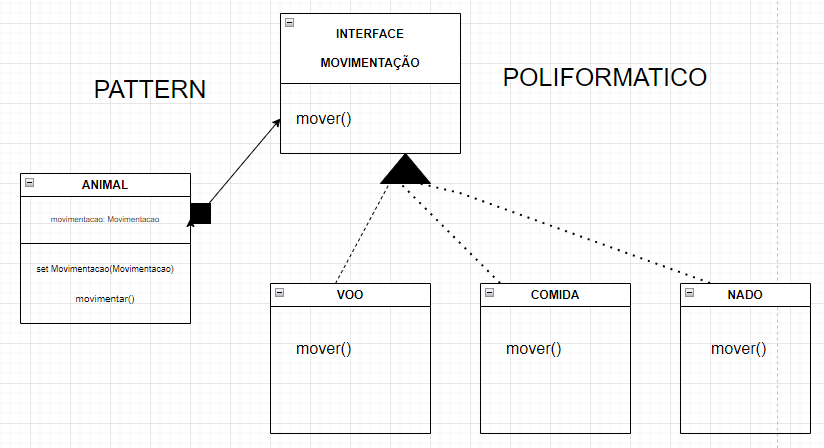 INTERFACE
MOVIMENTAÇÃO
mover()
PATTERN
POLIFORMATICO
ANIMAL
movimentacao: Movimentacao
set Movimentacao(Movimentacao)
movimentar()
VOO
mover()
COMIDA
mover()
NADO
mover()